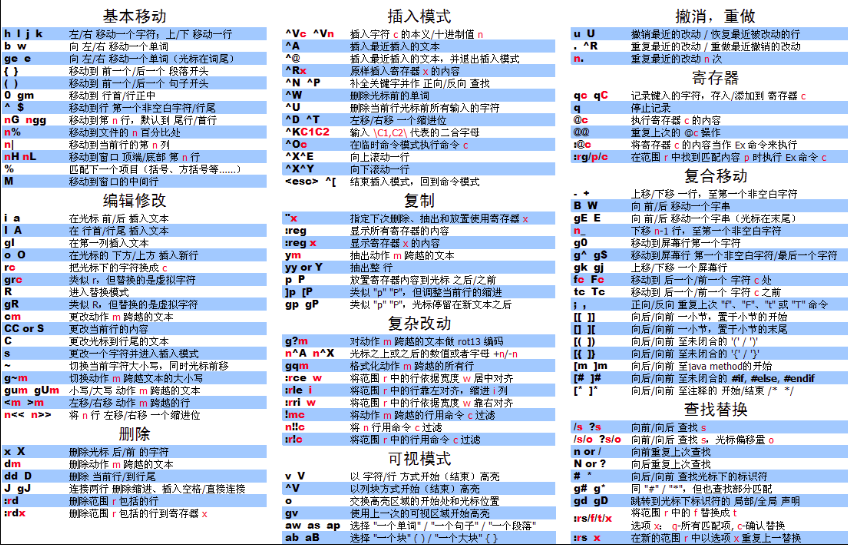 基本移动
h l j k 左/右 移动一个字符；上/下 移动一行
b w 向 左/右 移动一个单词
ge e 向 左/右 移动一个单词（光标在词尾）
{ } 移动到 前一个/后一个 段落开头
( ) 移动到 前一个/后一个 句子开头
0 gm 移动到 行首/行正中
^ $ 移动到行 第一个非空白字符/行尾
nG ngg 移动到第 n 行，默认到 尾行/首行
n% 移动到文件的 n 百分比处
n| 移动到当前行的第 n 列
nH nL 移动到窗口 顶端/底部 第 n 行
% 匹配下一个项目（括号、方括号等......）
M 移动到窗口的中间行
编辑修改
i a 在光标 前/后 插入文本
I A 在 行首/行尾 插入文本
gI 在第一列插入文本
o O 在光标的 下方/上方 插入新行
rc 把光标下的字符换成 c
grc 类似 r，但替换的是虚拟字符
R 进入替换模式
gR 类似 R，但替换的是虚拟字符
cm 更改动作 m 跨越的文本
CC or S 更改当前行的内容
C 更改光标到行尾的文本
s 更改一个字符并进入插入模式
~ 切换当前字符大小写，同时光标前移
g~m 切换动作 m 跨越文本的大小写
gum gUm 小写/大写 动作 m 跨越的文本
<m >m 左移/右移 动作 m 跨越的行
n<< n>> 将 n 行 左移/右移 一个缩进位
删除
x X 删除光标 后/前 的字符
dm 删除动作 m 跨越的文本
dd D 删除 当前行/到行尾
J gJ 连接两行 删除缩进、插入空格/直接连接
:rd 删除范围 r 包括的行
:rdx 删除范围 r 包括的行到寄存器 x
插入模式
^Vc ^Vn 插入字符 c 的本义/十进制值 n
^A 插入最近插入的文本
^@ 插入最近插入的文本，并退出插入模式
^Rx 原样插入寄存器 x 的内容
^N ^P 补全关键字并作 正向/反向 查找
^W 删除光标前的单词
^U 删除当前行光标前所有输入的字符
^D ^T 左移/右移 一个缩进位
^KC1C2 输入 \C1,C2\ 代表的二合字母
^Oc 在临时命令模式执行命令 c
^X^E 向上滚动一行
^X^Y 向下滚动一行
<esc> ^[ 结束插入模式，回到命令模式
复制
"x 指定下次删除、抽出和放置使用寄存器 x
:reg 显示所有寄存器的内容
:reg x 显示寄存器 x 的内容
ym 抽出动作 m 跨越的文本
yy or Y 抽出整 行
p P 放置寄存器内容到光标 之后/之前
]p [P 类似 "p" "P"，但调整当前行的缩进
gp gP 类似 "p" "P"，光标停留在新文本之后
复杂改动
g?m 对动作 m 跨越的文本做 rot13 编码
n^A n^X 光标之上或之后的数值或者字母 +n/-n
gqm 格式化动作 m 跨越的所有行
:rce w 将范围 r 中的行依据宽度 w 居中对齐
:rle i 将范围 r 中的行靠左对齐，缩进 i 列
:rri w 将范围 r 中的行依据宽度 w 靠右对齐
!mc 将动作 m 跨越的行用命令 c 过滤
n!!c 将 n 行用命令 c 过滤
:r!c 将范围 r 中的行用命令 c 过滤
可视模式
v V 以 字符/行 方式开始（结束）高亮
^V 以列块方式开始（结束）高亮
o 交换高亮区域的开始处和光标位置
gv 使用上一次的可视区域开始高亮
aw as ap 选择 "一个单词" / "一个句子" / "一个段落"
ab aB 选择 "一个块" ( ) / "一个大块" { }
撤消，重做
u U 撤销最近的改动 / 恢复最近被改动的行
. ^R 重复最近的改动 / 重做最近撤消的改动
n. 重复最近的改动 n 次
寄存器
qc qC 记录键入的字符，存入/添加到 寄存器 c
q 停止记录
@c 执行寄存器 c 的内容
@@ 重复上次的 @c 操作
:@c 将寄存器 c 的内容当作 Ex 命令来执行
:rg/p/c 在范围 r 中找到匹配内容 p 时执行 Ex 命令 c
复合移动
- + 上移/下移 一行，至第一个非空白字符
B W 向 前/后 移动一个字串
gE E 向 前/后 移动一个字串（光标在末尾）
n_ 下移 n-1 行，至第一个非空白字符
g0 移动到屏幕行第一个字符
g^ g$ 移动到屏幕行 第一个非空白字符/最后一个字符
gk gj 上移/下移 一个屏幕行
fc Fc 移动到 后一个/前一个 字符 c 处
tc Tc 移动到 后一个/前一个 字符 c 之前
; , 正向/反向 重复上次 "f"、"F"、"t" 或 "T" 命令
[[ ]] 向后/向前 一小节，置于小节的开始
[] ][ 向后/向前 一小节，置于小节的末尾
[( ]) 向后/向前 至未闭合的 '(' / ')'
[{ ]} 向后/向前 至未闭合的 '{' / '}'
[m ]m 向后/向前 至java method的开始
[# ]# 向后/向前 至未闭合的 #if, #else, #endif
[* ]* 向后/向前 至注释的 开始/结束 /* */
查找替换
/s ?s 向前/向后 查找 s
/s/o ?s/o 向前/向后 查找 s，光标偏移量 o
n or / 向前重复上次查找
N or ? 向后重复上次查找
# * 向后/向前 查找光标下的标识符
g# g* 同 "#" / "*"，但也查找部分匹配
gd gD 跳转到光标下标识符的 局部/全局 声明
:rs/f/t/x 将范围 r 中的 f 替换成 t
选项 x： g-所有匹配项, c-确认替换
:rs x 在新的范围 r 中以选项 x 重复上一替换